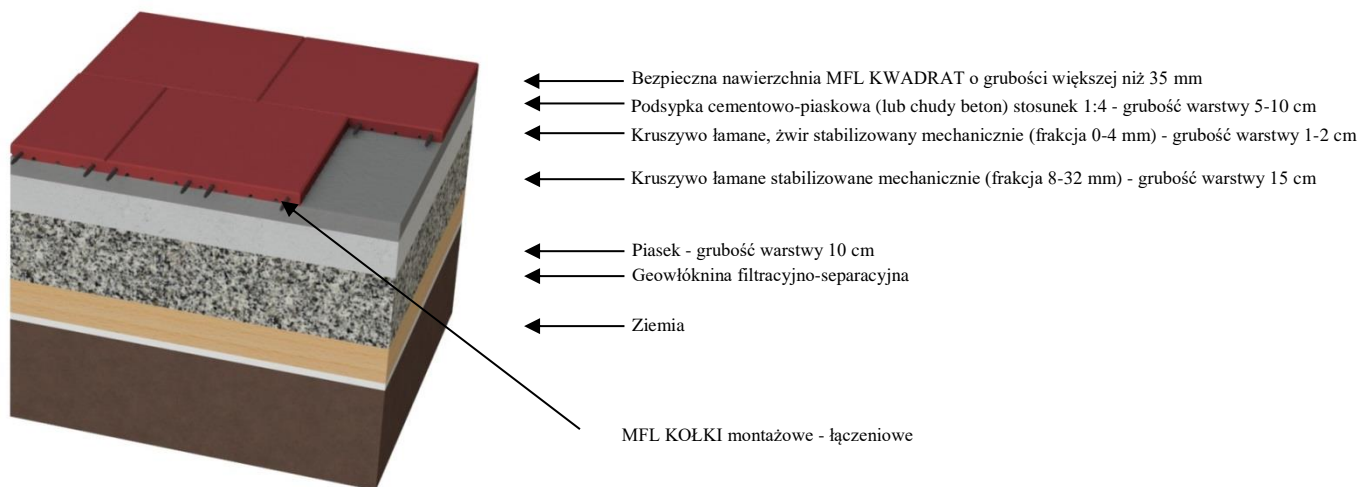 Bezpieczna nawierzchnia MFL KWADRAT o grubości większej niż 35 mm
Podsypka cementowo-piaskowa (lub chudy beton) stosunek 1:4 - grubość warstwy 5-10 cm
Kruszywo łamane, żwir stabilizowany mechanicznie (frakcja 0-4 mm) - grubość warstwy 1-2 cm
Kruszywo łamane stabilizowane mechanicznie (frakcja 8-32 mm) - grubość warstwy 15 cm
Piasek - grubość warstwy 10 cm
Geowłóknina filtracyjno-separacyjna
Ziemia
MFL KOŁKI montażowe - łączeniowe